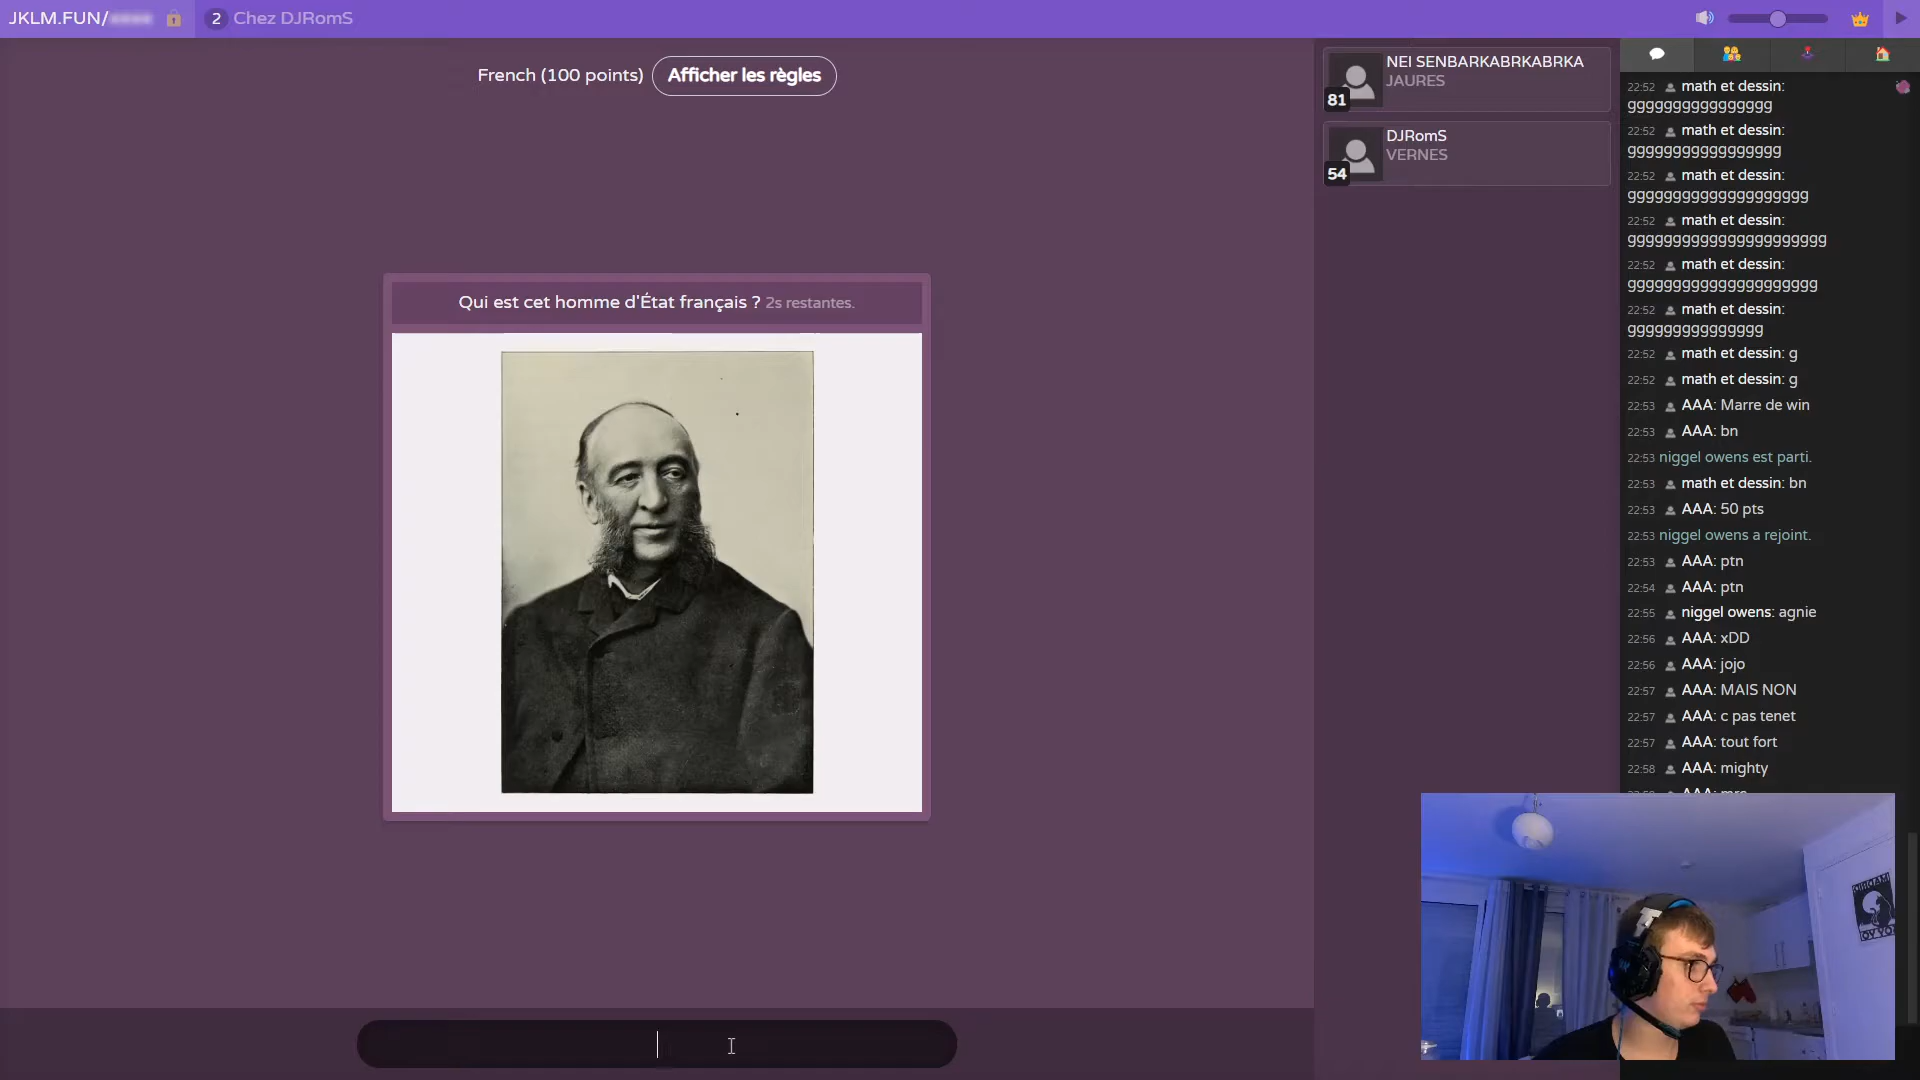 JKLM.FUN/
2 Chez DJRomS
French (100 points) Afficher les règles
Qui est cet homme d'État français ? 2s restantes.
NEI SENBARKABRKABRKA
JAURES
81
DJRomS
VERNES
54
22:52 math et dessin:
gggggggggggggggg
22:52 math et dessin:
ggggggggggggggggg
22:52 math et dessin:
gggggggggggggggggggg
22:52 math et dessin:
gggggggggggggggggggggg
22:52 math et dessin:
ggggggggggggggggggggg
22:52 math et dessin:
ggggggggggggggg
22:52 math et dessin: g
22:52 math et dessin: g
22:53 AAA: Marre de win
22:53 AAA: bn
22:53 niggel owens est parti.
22:53 math et dessin: bn
22:53 AAA: 50 pts
22:53 niggel owens a rejoint.
22:53 AAA: ptn
22:54 AAA: ptn
22:55 niggel owens: agnie
22:56 AAA: xDD
22:56 AAA: jojo
22:57 AAA: MAIS NON
22:57 AAA: c pas tenet
22:57 AAA: tout fort
22:58 AAA: mighty